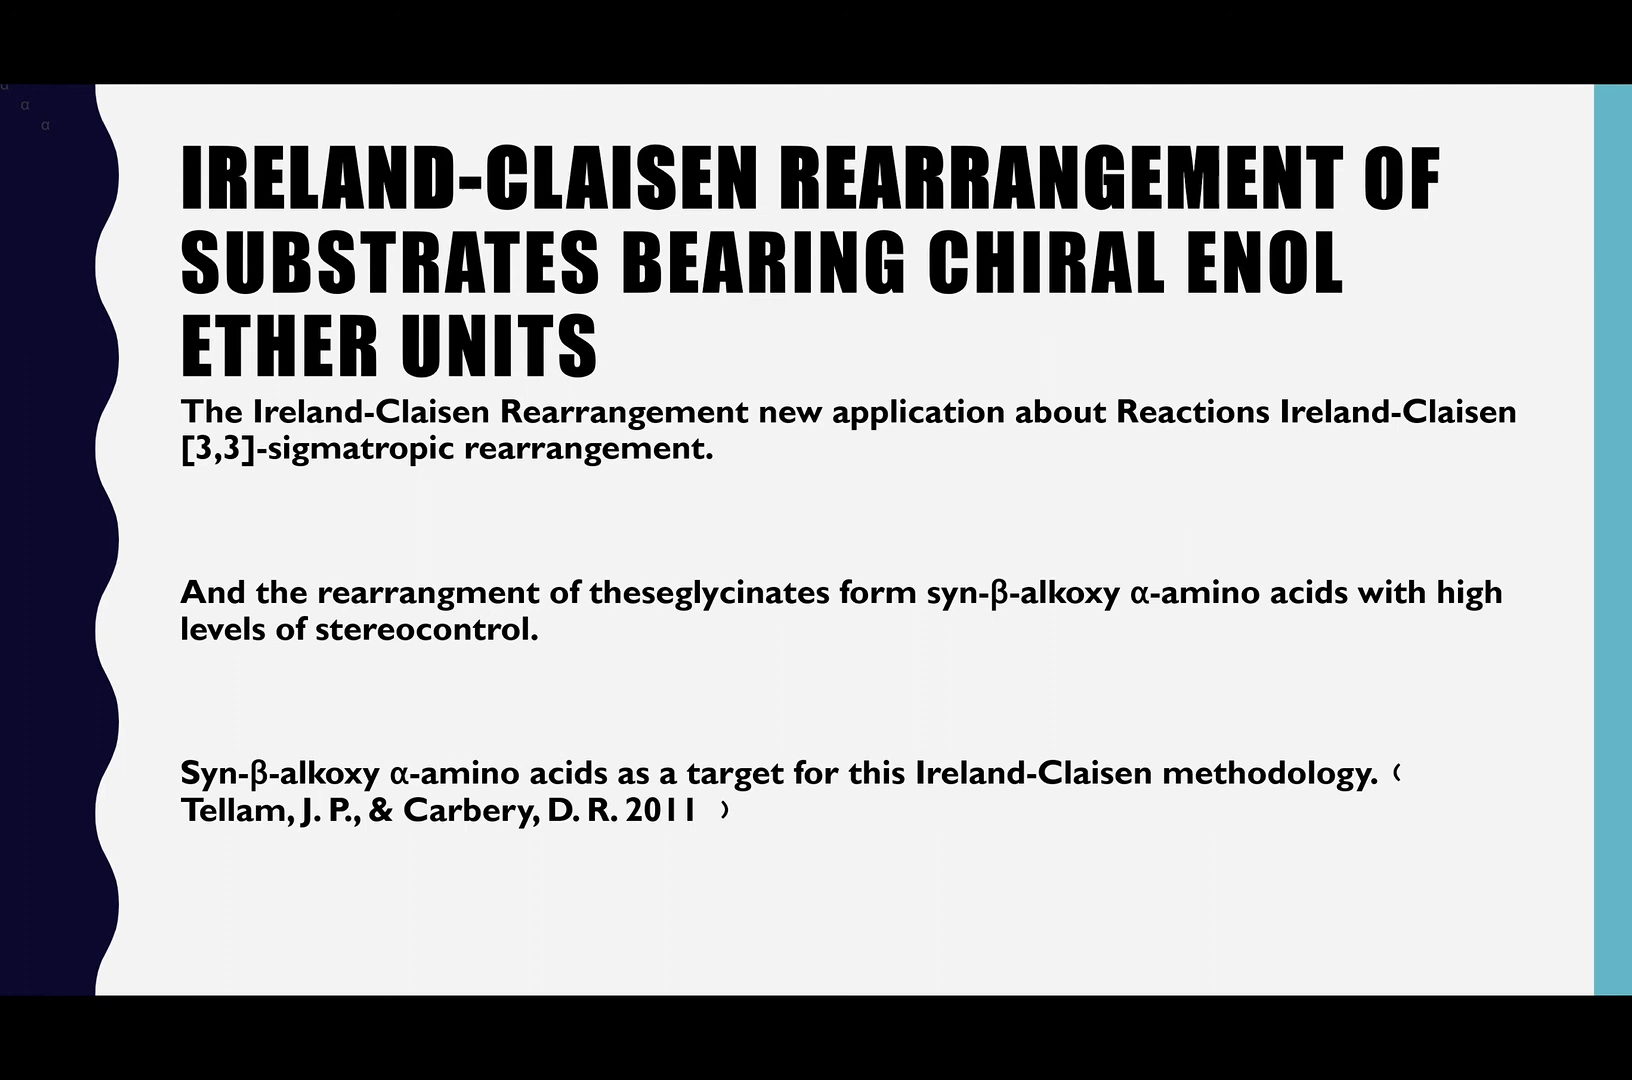 α
α
IRELAND-CLAISEN REARRANGEMENT OF
SUBSTRATES BEARING CHIRAL ENOL
ETHER UNITS
The Ireland-Claisen Rearrangement new application about Reactions Ireland-Claisen
[3,3]-sigmatropic rearrangement.
And the rearrangment of theseglycinates form syn-β-alkoxy α-amino acids with high
levels of stereocontrol.
Syn-β-alkoxy α-amino acids as a target for this Ireland-Claisen methodology. (
Tellam, J. P., & Carbery, D. R. 2011 )